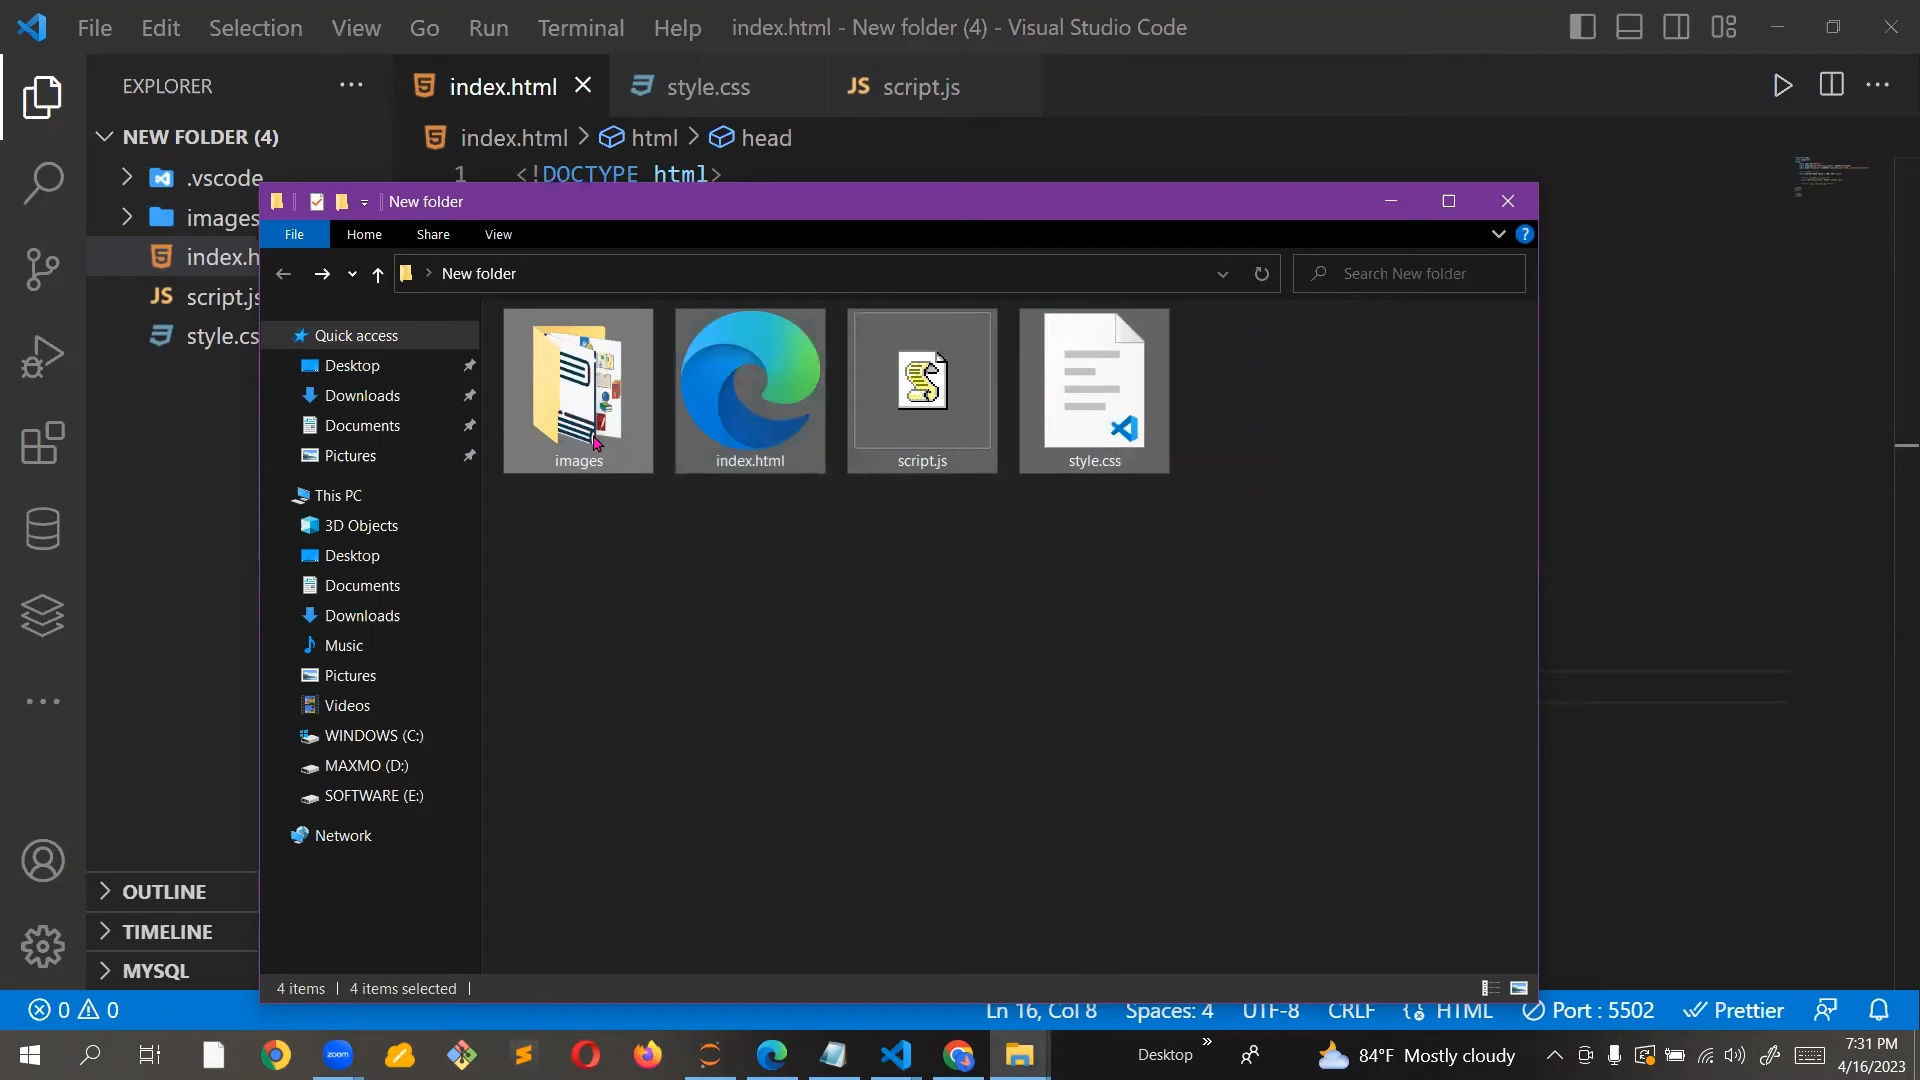 File Edit Selection View Go Run Terminal Help index.html - New folder (4) - Visual Studio Code
EXPLORER ··· index.html style.css JS script.js ···
NEW FOLDER (4) index.html > html > head
.vscode 1 <!DOCTYPE html>
images
index.h
JS script.js
style.cs
New folder
File Home Share View
New folder Search New folder
Quick access
Desktop
Downloads
Documents
Pictures
This PC
3D Objects
Desktop
Documents
Downloads
Music
Pictures
Videos
WINDOWS (C:)
MAXMO (D:)
SOFTWARE (E:)
Network
images index.html script.js style.css
4 items | 4 items selected |
OUTLINE
TIMELINE
MYSQL
0 0 Ln 16, Col 8 Spaces: 4 UTF-8 CRLF HTML Port : 5502 Prettier
zoom Desktop » 84°F Mostly cloudy 7:31 PM
4/16/2023